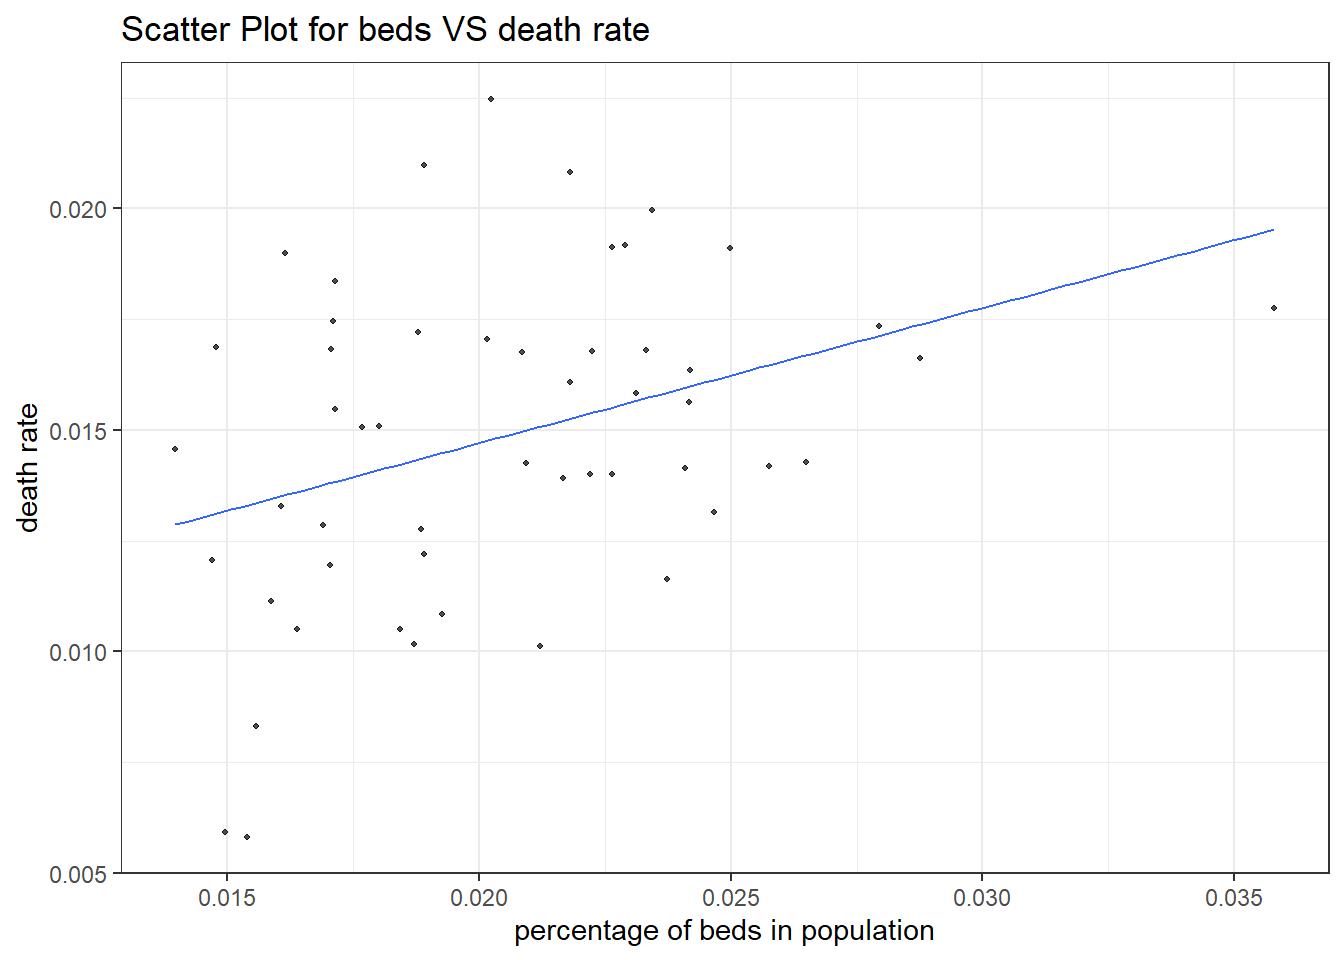 Scatter Plot for beds VS death rate
0.020
0.015
0.010
0.005
death rate
0.015 0.020 0.025 0.030 0.035
percentage of beds in population